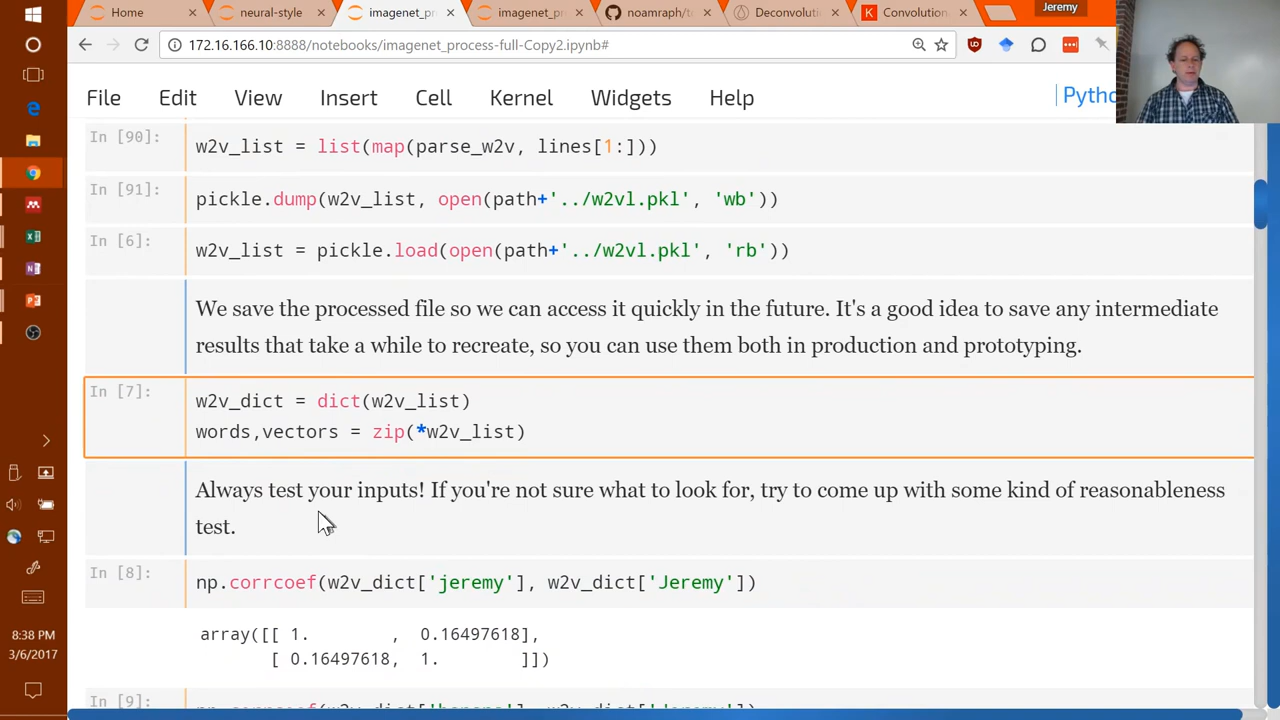 Home
neural-style
imagenet_pr
imagenet_pr
noamraph/tr
Deconvolutio
Convolution
Jeremy
172.16.166.10:8888/notebooks/imagenet_process-full-Copy2.ipynb#
File Edit View Insert Cell Kernel Widgets Help
Pytho
In [90]:
w2v_list = list(map(parse_w2v, lines[1:]))
In [91]:
pickle.dump(w2v_list, open(path+'../w2vl.pkl', 'wb'))
In [6]:
w2v_list = pickle.load(open(path+'../w2vl.pkl', 'rb'))
We save the processed file so we can access it quickly in the future. It's a good idea to save any intermediate
results that take a while to recreate, so you can use them both in production and prototyping.
In [7]:
w2v_dict = dict(w2v_list)
words,vectors = zip(*w2v_list)
Always test your inputs! If you're not sure what to look for, try to come up with some kind of reasonableness
test.
In [8]:
np.corrcoef(w2v_dict['jeremy'], w2v_dict['Jeremy'])
array([[ 1.        ,  0.16497618],
[ 0.16497618,  1.        ]])
In [9]:
8:38 PM
3/6/2017